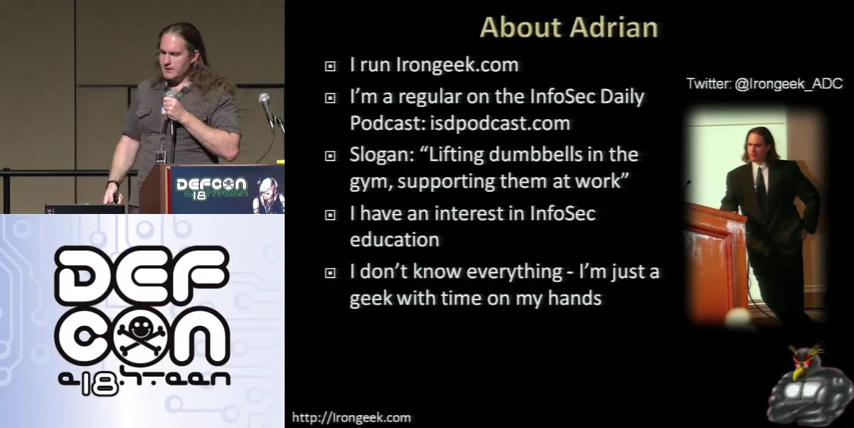 About Adrian
I run Irongeek.com
I’m a regular on the InfoSec Daily
Podcast: isdpodcast.com
Slogan: “Lifting dumbbells in the
gym, supporting them at work”
I have an interest in InfoSec
education
I don’t know everything - I’m just a
geek with time on my hands
Twitter: @Irongeek_ADC
http://Irongeek.com
DEFCON
18
DEF
CON
e18hteen